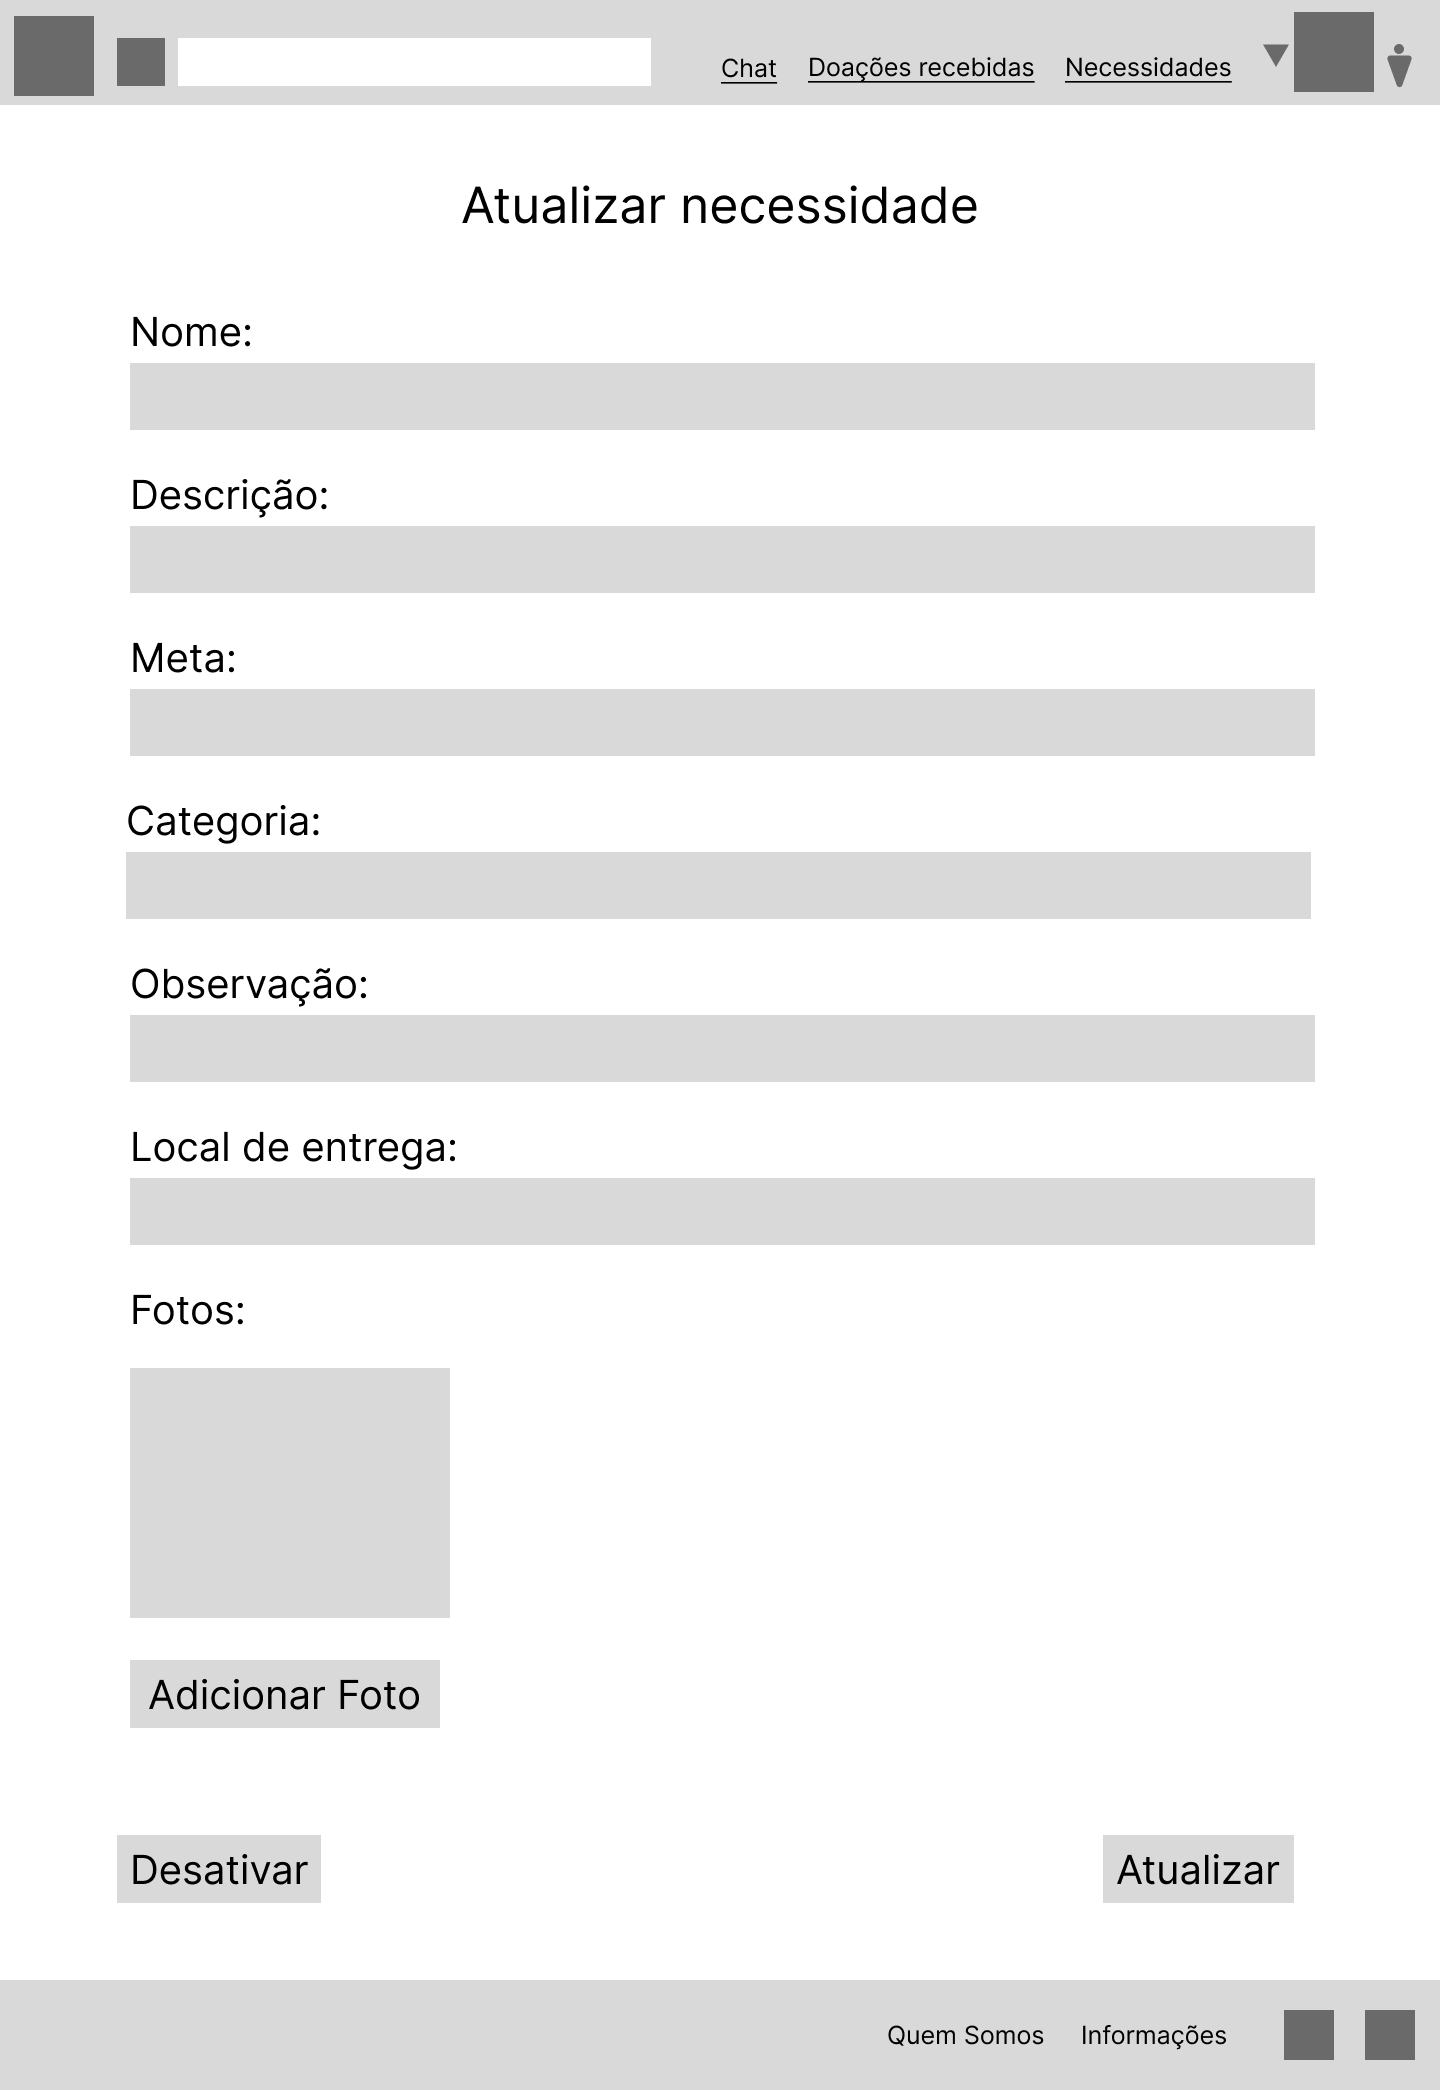 Chat
Doações recebidas
Necessidades
Atualizar necessidade
Nome:
Descrição:
Meta:
Categoria:
Observação:
Local de entrega:
Fotos:
Adicionar Foto
Desativar
Atualizar
Quem Somos
Informações